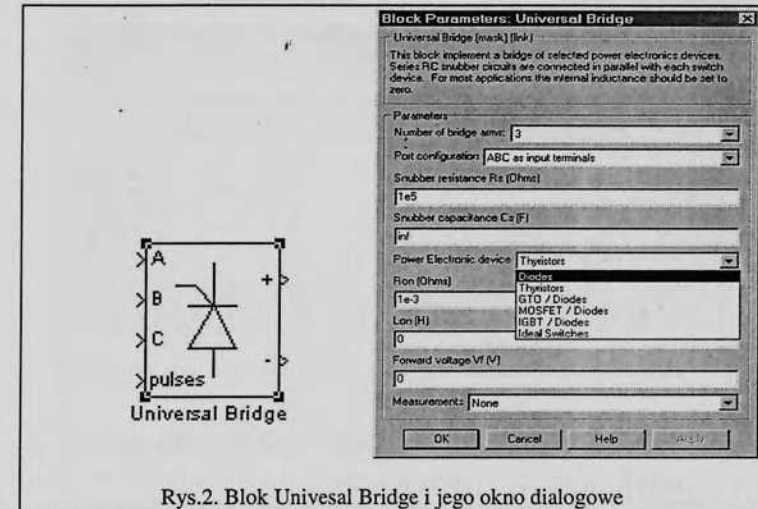 Block Parameters: Universal Bridge
Universal Bridge (mask) (link)
This block implement a bridge of selected power electronics devices.
Series RC snubber circuits are connected in parallel with each switch
device. For most applications the internal inductance should be set to
zero.
Parameters
Number of bridge arms: 3
Port configuration: ABC as input terminals
Snubber resistance Rs (Ohms)
1e5
Snubber capacitance Cs (F)
inf
Power Electronic device Thyristors
Diodes
Thyristors
GTO / Diodes
MOSFET / Diodes
IGBT / Diodes
Ideal Switches
Ron (Ohms)
1e-3
Lon (H)
0
Forward voltage Vf (V)
0
Measurements None
OK Cancel Help Apply
A
B
C
pulses
+
-
Universal Bridge
Rys.2. Blok Univesal Bridge i jego okno dialogowe